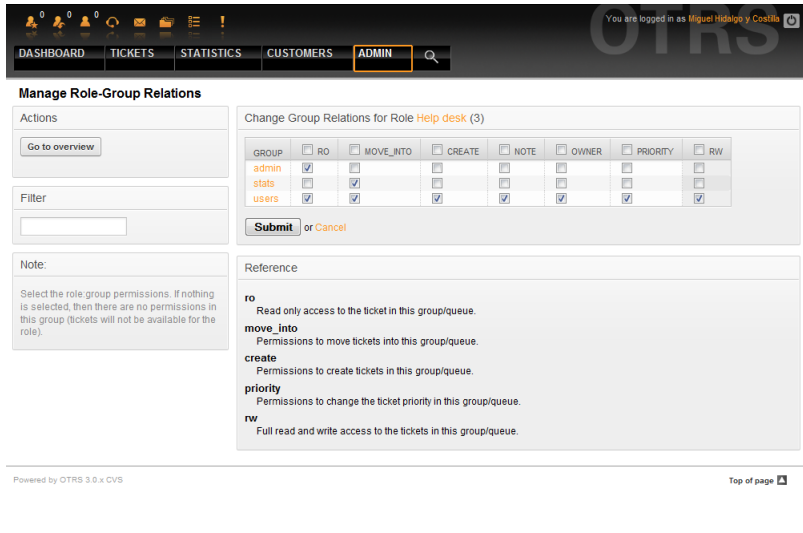 0 0 0
You are logged in as Miguel Hidalgo y Costilla
OTRS
DASHBOARD TICKETS STATISTICS CUSTOMERS ADMIN
Manage Role-Group Relations
Actions
Go to overview
Filter
Note:
Select the role:group permissions. If nothing
is selected, then there are no permissions in
this group (tickets will not be available for the
role).
Change Group Relations for Role Help desk (3)
GROUP RO MOVE_INTO CREATE NOTE OWNER PRIORITY RW
admin
stats
users
Submit or Cancel
Reference
ro
Read only access to the ticket in this group/queue.
move_into
Permissions to move tickets into this group/queue.
create
Permissions to create tickets in this group/queue.
priority
Permissions to change the ticket priority in this group/queue.
rw
Full read and write access to the tickets in this group/queue.
Powered by OTRS 3.0.x CVS
Top of page